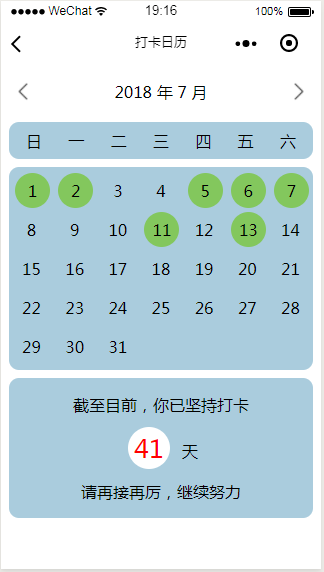 WeChat 19:16 100%
打卡日历
2018 年 7 月
日 一 二 三 四 五 六
1 2 3 4 5 6 7
8 9 10 11 12 13 14
15 16 17 18 19 20 21
22 23 24 25 26 27 28
29 30 31
截至目前，你已坚持打卡
41 天
请再接再厉，继续努力